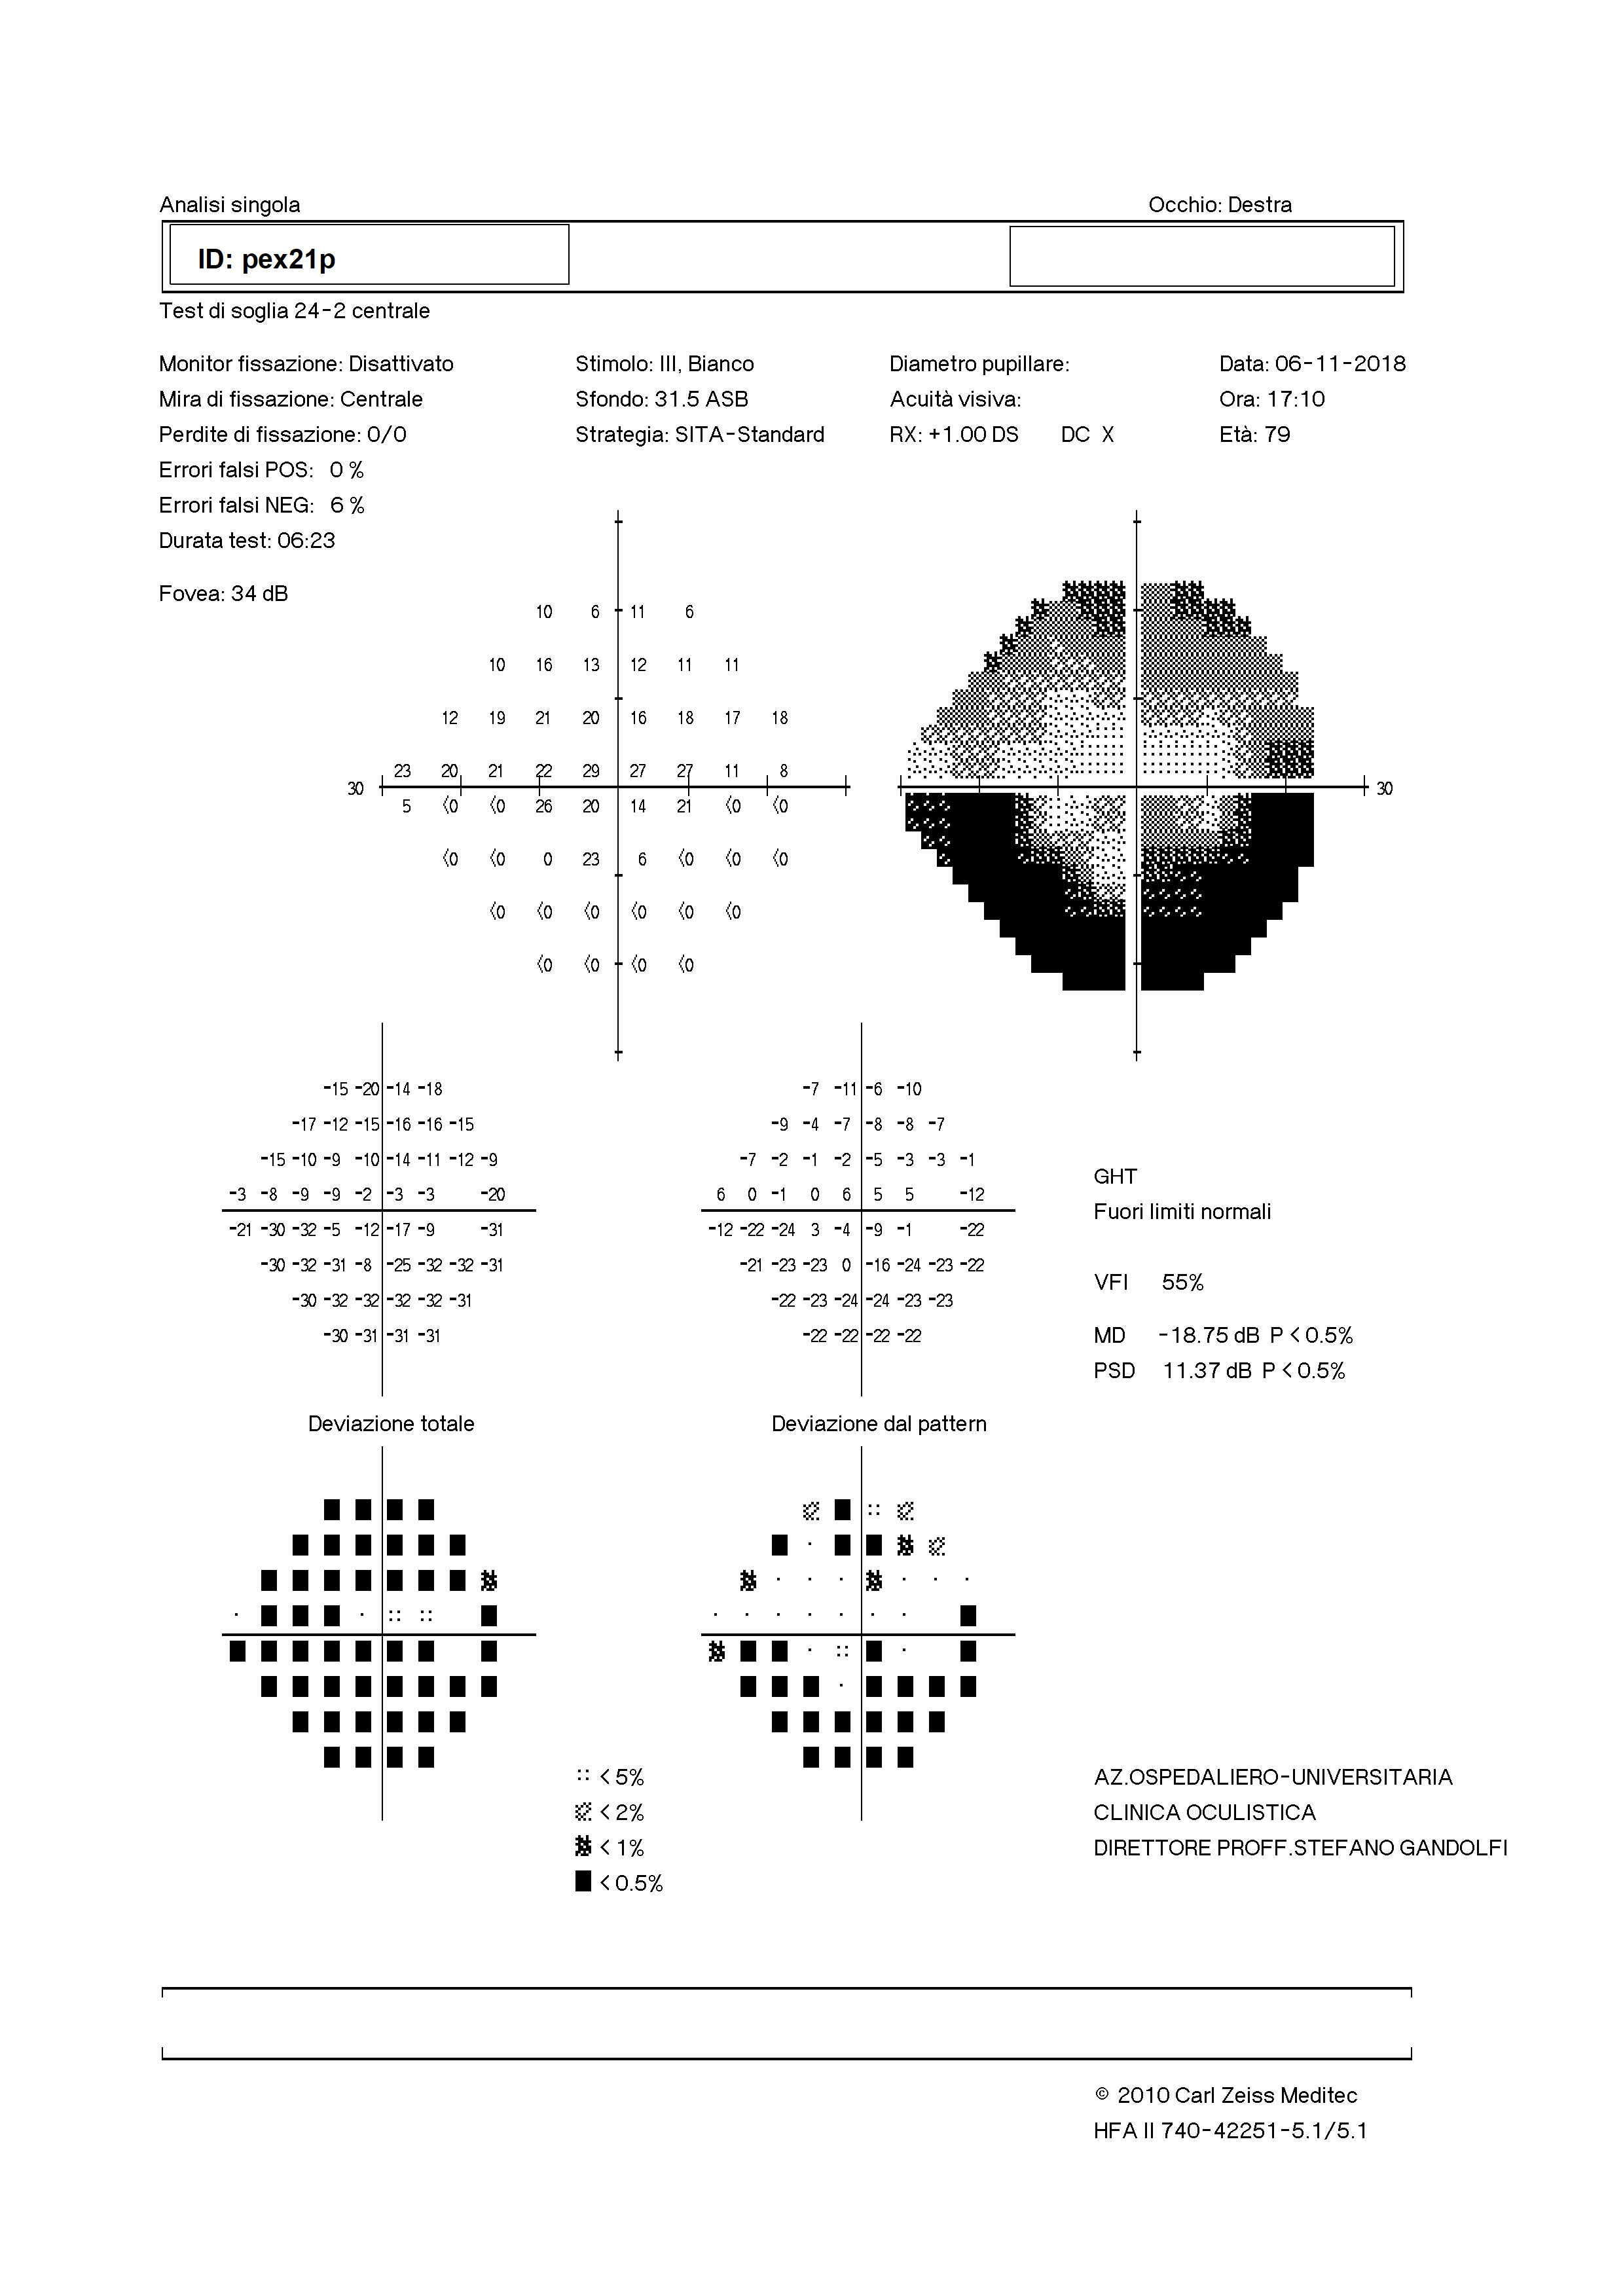 Analisi singola Occhio: Destra
ID: pex21p
Test di soglia 24-2 centrale
Monitor fissazione: Disattivato Stimolo: III, Bianco Diametro pupillare: Data: 06-11-2018
Mira di fissazione: Centrale Sfondo: 31.5 ASB Acuità visiva: Ora: 17:10
Perdite di fissazione: 0/0 Strategia: SITA-Standard RX: +1.00 DS DC X Età: 79
Errori falsi POS: 0 %
Errori falsi NEG: 6 %
Durata test: 06:23
Fovea: 34 dB
10 6 11 6
10 16 13 12 11 11
12 19 21 20 16 18 17 18
23 20 21 22 29 27 27 11 8
30 30
5 <0 <0 26 20 14 21 <0 <0
<0 <0 0 23 6 <0 <0 <0
<0 <0 <0 <0 <0 <0
<0 <0 <0 <0
-15 -20 -14 -18 -7 -11 -6 -10
-17 -12 -15 -16 -16 -15 -9 -4 -7 -8 -8 -7
-15 -10 -9 -10 -14 -11 -12 -9 -7 -2 -1 -2 -5 -3 -3 -1
-3 -8 -9 -9 -2 -3 -3 -20 6 0 -1 0 6 5 5 -12
-21 -30 -32 -5 -12 -17 -9 -31 -12 -22 -24 3 -4 -9 -1 -22
-30 -32 -31 -8 -25 -32 -32 -31 -21 -23 -23 0 -16 -24 -23 -22
-30 -32 -32 -32 -32 -31 -22 -23 -24 -24 -23 -23
-30 -31 -31 -31 -22 -22 -22 -22
GHT
Fuori limiti normali
VFI 55%
MD -18.75 dB P < 0.5%
PSD 11.37 dB P < 0.5%
Deviazione totale Deviazione dal pattern
< 5%
< 2%
< 1%
< 0.5%
AZ.OSPEDALIERO-UNIVERSITARIA
CLINICA OCULISTICA
DIRETTORE PROFF.STEFANO GANDOLFI
© 2010 Carl Zeiss Meditec
HFA II 740-42251-5.1/5.1